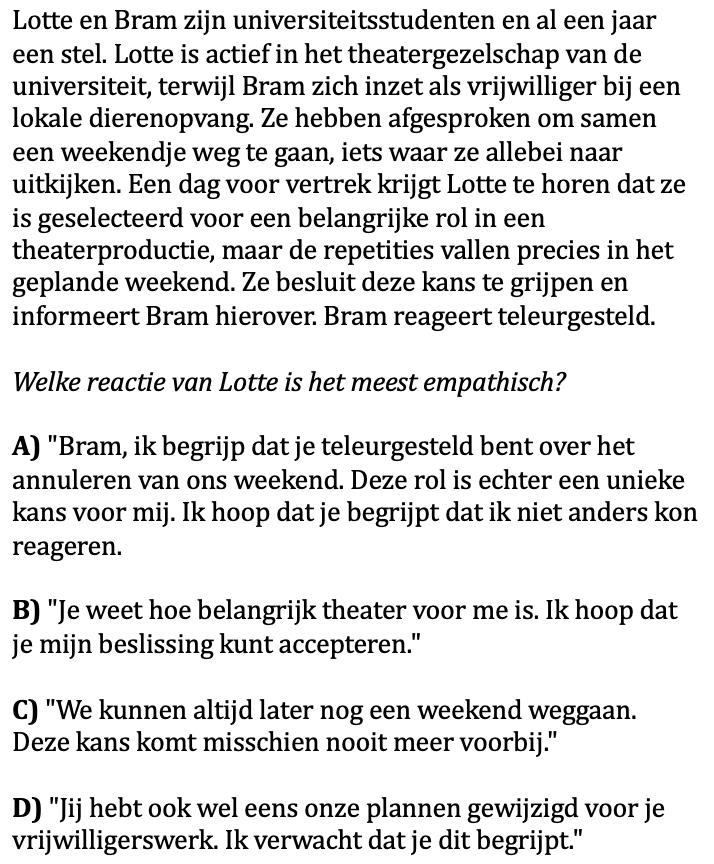 Lotte en Bram zijn universiteitsstudenten en al een jaar
een stel. Lotte is actief in het theatergezelschap van de
universiteit, terwijl Bram zich inzet als vrijwilliger bij een
lokale dierenopvang. Ze hebben afgesproken om samen
een weekendje weg te gaan, iets waar ze allebei naar
uitkijken. Een dag voor vertrek krijgt Lotte te horen dat ze
is geselecteerd voor een belangrijke rol in een
theaterproductie, maar de repetities vallen precies in het
geplande weekend. Ze besluit deze kans te grijpen en
informeert Bram hierover. Bram reageert teleurgesteld.
Welke reactie van Lotte is het meest empathisch?
A) "Bram, ik begrijp dat je teleurgesteld bent over het
annuleren van ons weekend. Deze rol is echter een unieke
kans voor mij. Ik hoop dat je begrijpt dat ik niet anders kon
reageren.
B) "Je weet hoe belangrijk theater voor me is. Ik hoop dat
je mijn beslissing kunt accepteren."
C) "We kunnen altijd later nog een weekend weggaan.
Deze kans komt misschien nooit meer voorbij."
D) "Jij hebt ook wel eens onze plannen gewijzigd voor je
vrijwilligerswerk. Ik verwacht dat je dit begrijpt."